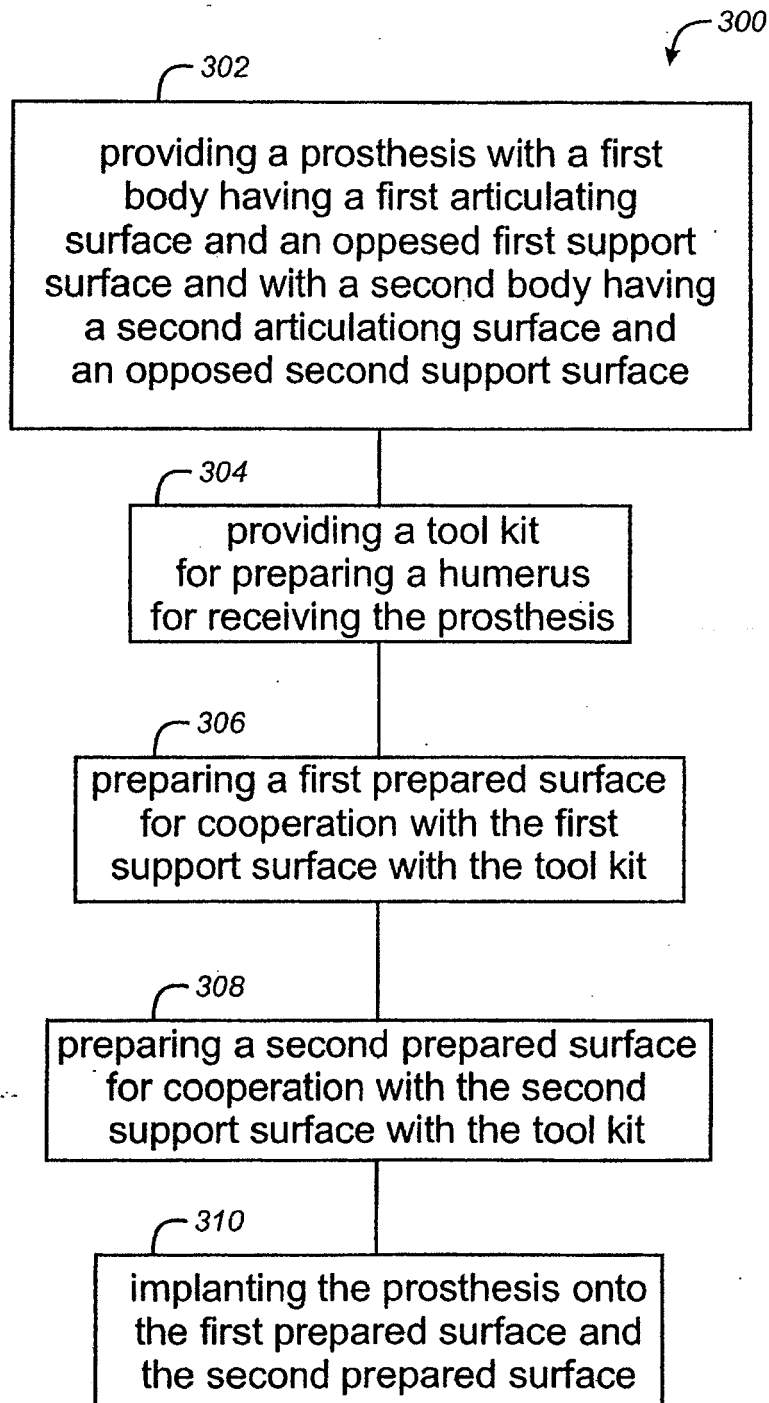 300
302
providing a prosthesis with a first
body having a first articulating
surface and an oppesed first support
surface and with a second body having
a second articulationg surface and
an opposed second support surface
304
providing a tool kit
for preparing a humerus
for receiving the prosthesis
306
preparing a first prepared surface
for cooperation with the first
support surface with the tool kit
308
preparing a second prepared surface
for cooperation with the second
support surface with the tool kit
310
implanting the prosthesis onto
the first prepared surface and
the second prepared surface